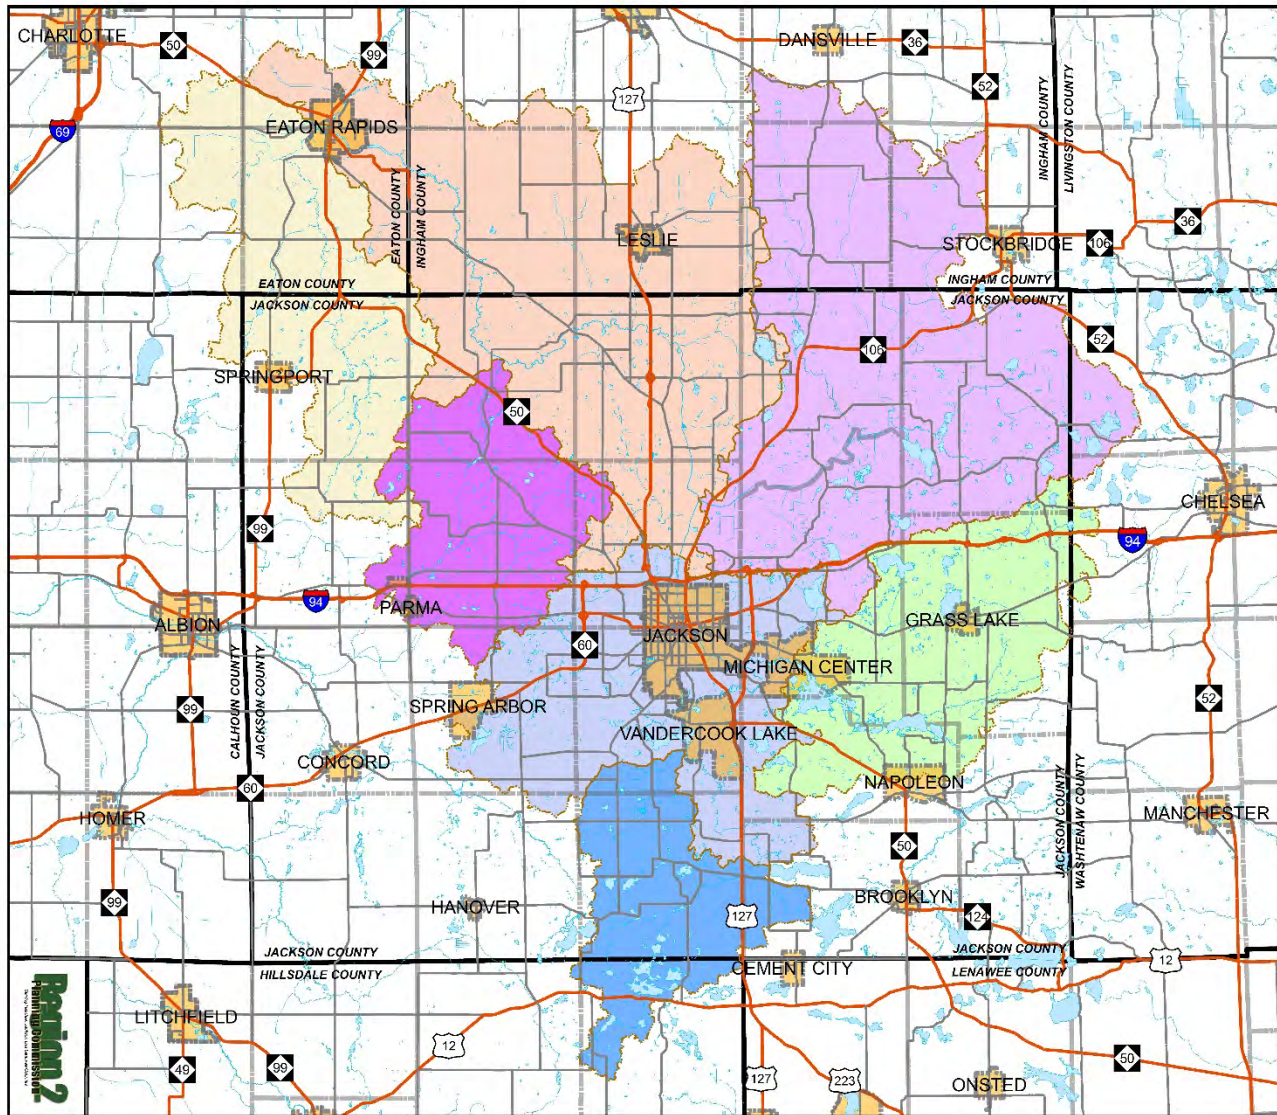 CHARLOTTE
50
99
DANSVILLE
36
52
127
69
EATON RAPIDS
INGHAM COUNTY
LIVINGSTON COUNTY
36
LESLIE
STOCKBRIDGE
106
EATON COUNTY
INGHAM COUNTY
EATON COUNTY
JACKSON COUNTY
INGHAM COUNTY
JACKSON COUNTY
52
106
SPRINGPORT
50
CHELSEA
99
94
94
PARMA
ALBION
GRASS LAKE
JACKSON
60
MICHIGAN CENTER
CALHOUN COUNTY
JACKSON COUNTY
99
SPRING ARBOR
52
VANDERCOOK LAKE
CONCORD
NAPOLEON
60
HOMER
MANCHESTER
JACKSON COUNTY
WASHTENAW COUNTY
50
99
HANOVER
BROOKLYN
127
124
JACKSON COUNTY
HILLSDALE COUNTY
JACKSON COUNTY
LENAWEE COUNTY
12
CEMENT CITY
Region 2
Planning Commission
LITCHFIELD
12
50
49
99
127
223
ONSTED